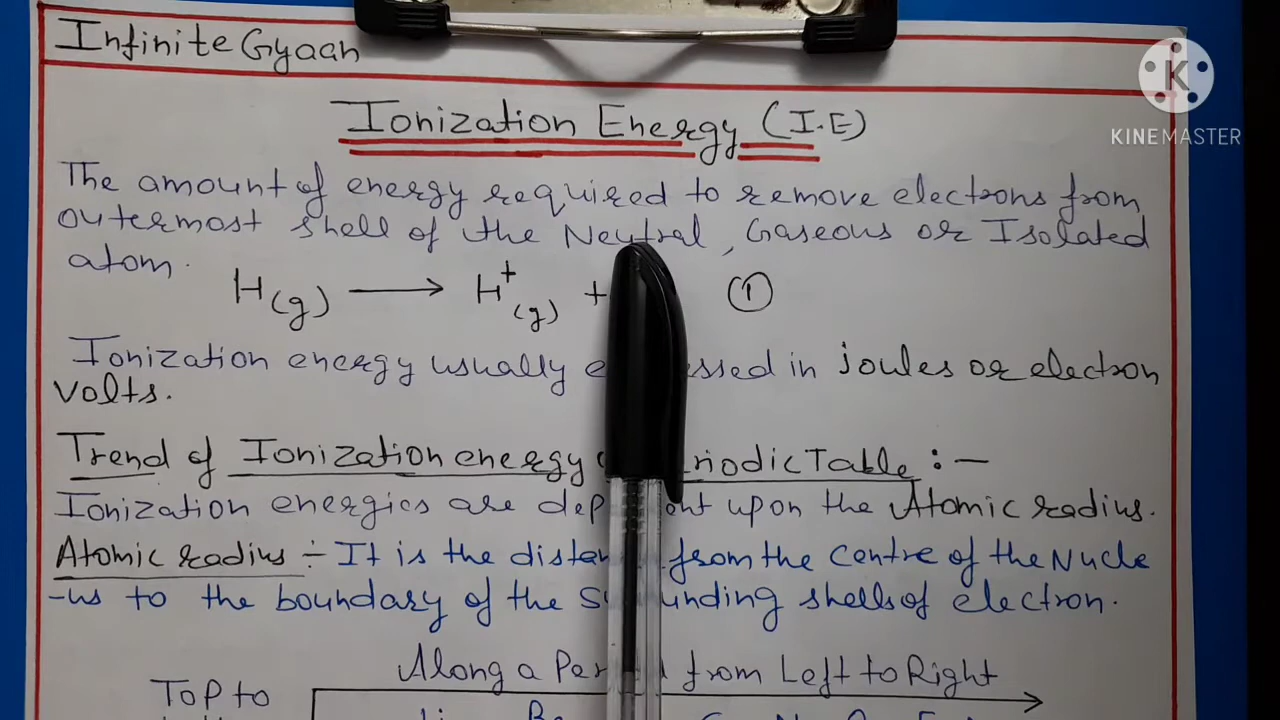 Infinite Gyaan
K
KINEMASTER
Ionization Energy (I.E)
The amount of energy required to remove electrons from
outermost shell of the Neutral, Gaseous or Isolated
atom.
H(g) ⟶ H⁺(g) + ①
Ionization energy usually e ssed in joules or electron
volts.
Trend of Ionization energy riodic Table :—
Ionization energies are dep ent upon the Atomic radius.
Atomic radius :- It is the distan from the centre of the Nucle
-us to the boundary of the su unding shells of electron.
Along a Per from Left to Right
Top to